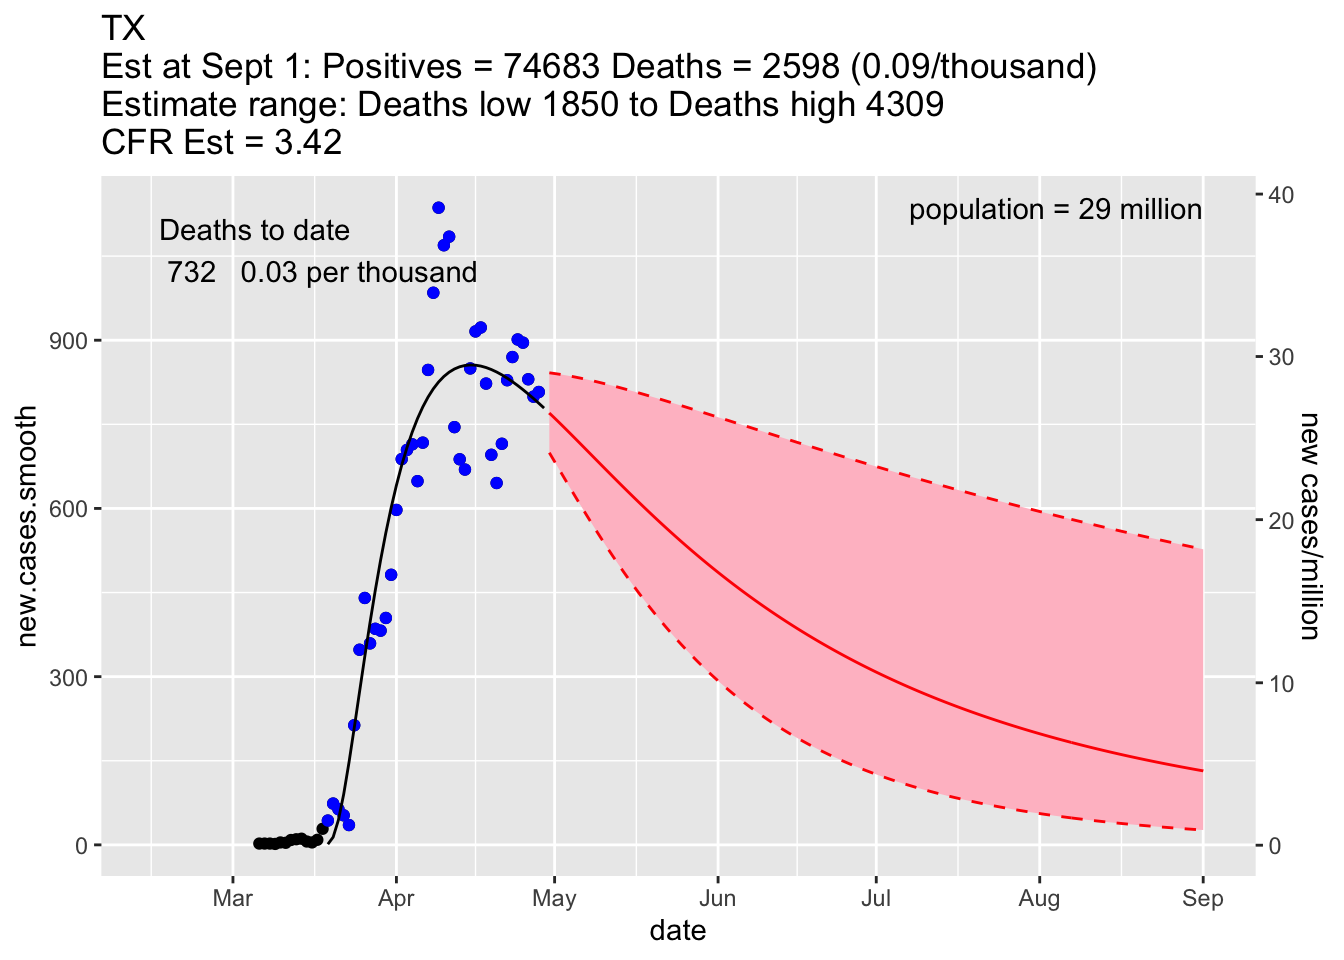 TX
Est at Sept 1: Positives = 74683 Deaths = 2598 (0.09/thousand)
Estimate range: Deaths low 1850 to Deaths high 4309
CFR Est = 3.42
Deaths to date
732 0.03 per thousand
population = 29 million
new.cases.smooth
900
600
300
0
40
30
20
10
0
new cases/million
Mar Apr May Jun Jul Aug Sep
date